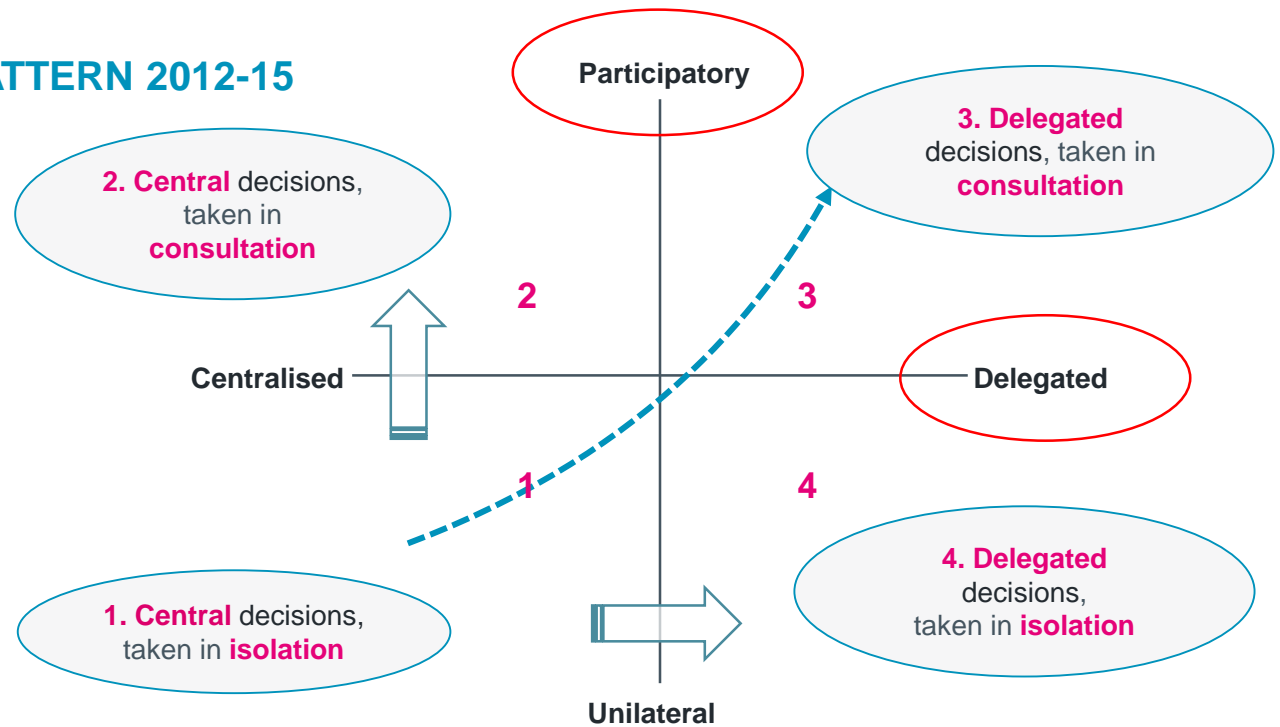 ATTERN 2012-15
Participatory
2. Central decisions,
taken in
consultation
3. Delegated
decisions, taken in
consultation
2
3
Centralised
Delegated
1
4
1. Central decisions,
taken in isolation
4. Delegated
decisions,
taken in isolation
Unilateral